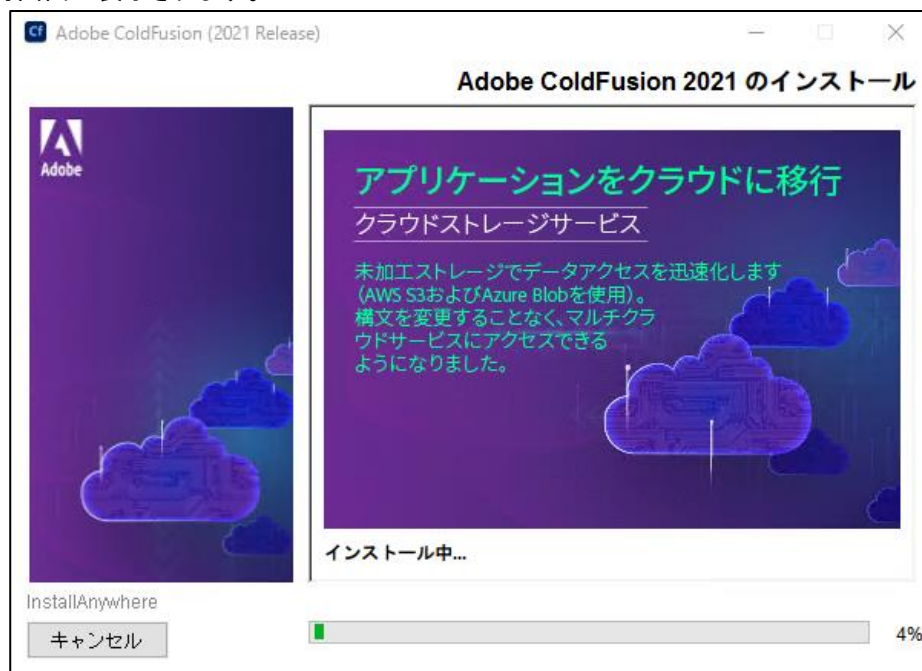 Adobe ColdFusion (2021 Release)
Adobe ColdFusion 2021 のインストール
Adobe
アプリケーションをクラウドに移行
クラウドストレージサービス
未加工ストレージでデータアクセスを迅速化します
(AWS S3およびAzure Blobを使用)。
構文を変更することなく、マルチクラ
ウドサービスにアクセスできる
ようになりました。
インストール中...
InstallAnywhere
キャンセル
4%